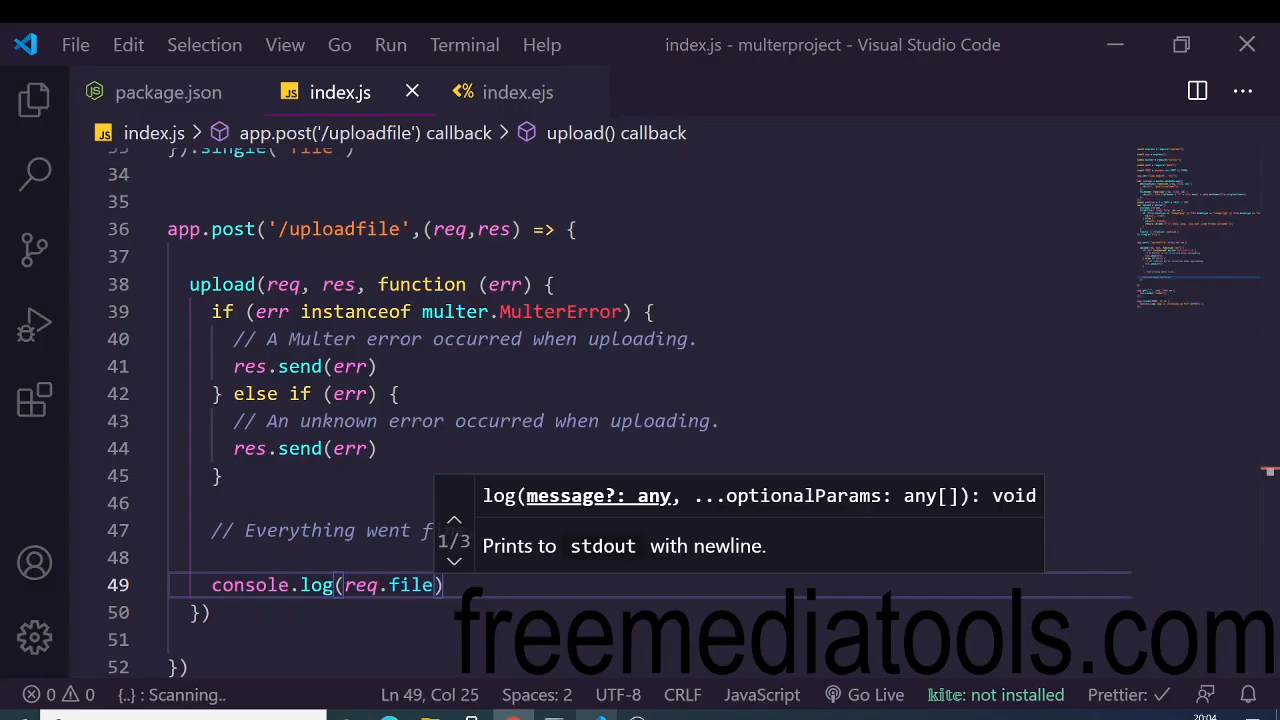 File Edit Selection View Go Run Terminal Help index.js - multerproject - Visual Studio Code
package.json JS index.js index.ejs
JS index.js > app.post('/uploadfile') callback > upload() callback
}).single("file")
34
35
36 app.post('/uploadfile',(req,res) => {
37
38 upload(req, res, function (err) {
39 if (err instanceof multer.MulterError) {
40 // A Multer error occurred when uploading.
41 res.send(err)
42 } else if (err) {
43 // An unknown error occurred when uploading.
44 res.send(err)
45 }
log(message?: any, ...optionalParams: any[]): void
47 // Everything went
1/3
Prints to stdout with newline.
48
49 console.log(req.file)
50 })
51
52 })
freemediatools.com
0 0 {..} : Scanning.. Ln 49, Col 25 Spaces: 2 UTF-8 CRLF JavaScript Go Live kite: not installed Prettier: ✓
20:04